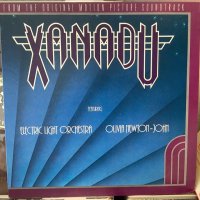 FROM THE ORIGINAL MOTION PICTURE SOUNDTRACK
XANADU
FEATURING
ELECTRIC LIGHT ORCHESTRA OLIVIA NEWTON-JOHN